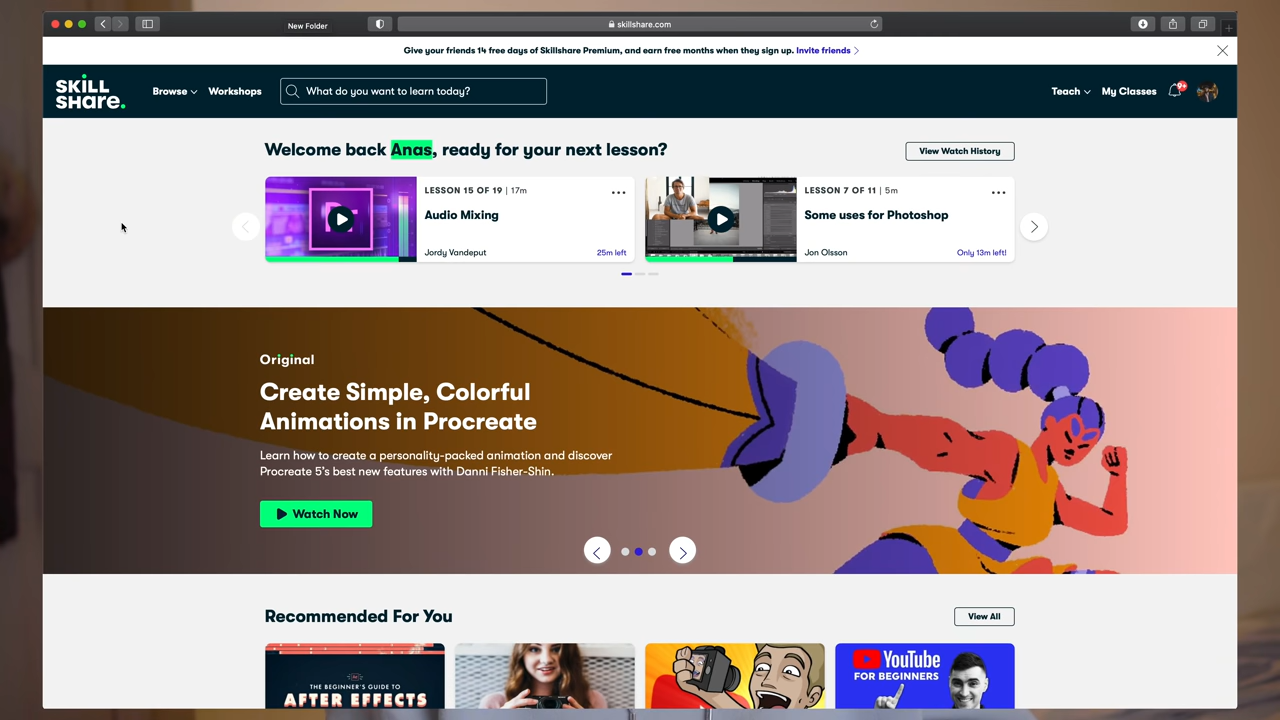 New Folder
skillshare.com
Give your friends 14 free days of Skillshare Premium, and earn free months when they sign up. Invite friends
SKILL
SHARE.
Browse
Workshops
What do you want to learn today?
Teach
My Classes
9+
Welcome back Anas, ready for your next lesson?
View Watch History
LESSON 15 OF 19 | 17m
Audio Mixing
Jordy Vandeput
25m left
LESSON 7 OF 11 | 5m
Some uses for Photoshop
Jon Olsson
Only 13m left!
Original
Create Simple, Colorful
Animations in Procreate
Learn how to create a personality-packed animation and discover
Procreate 5's best new features with Danni Fisher-Shin.
Watch Now
Recommended For You
View All
THE BEGINNER'S GUIDE TO
AFTER EFFECTS
YouTube
FOR BEGINNERS